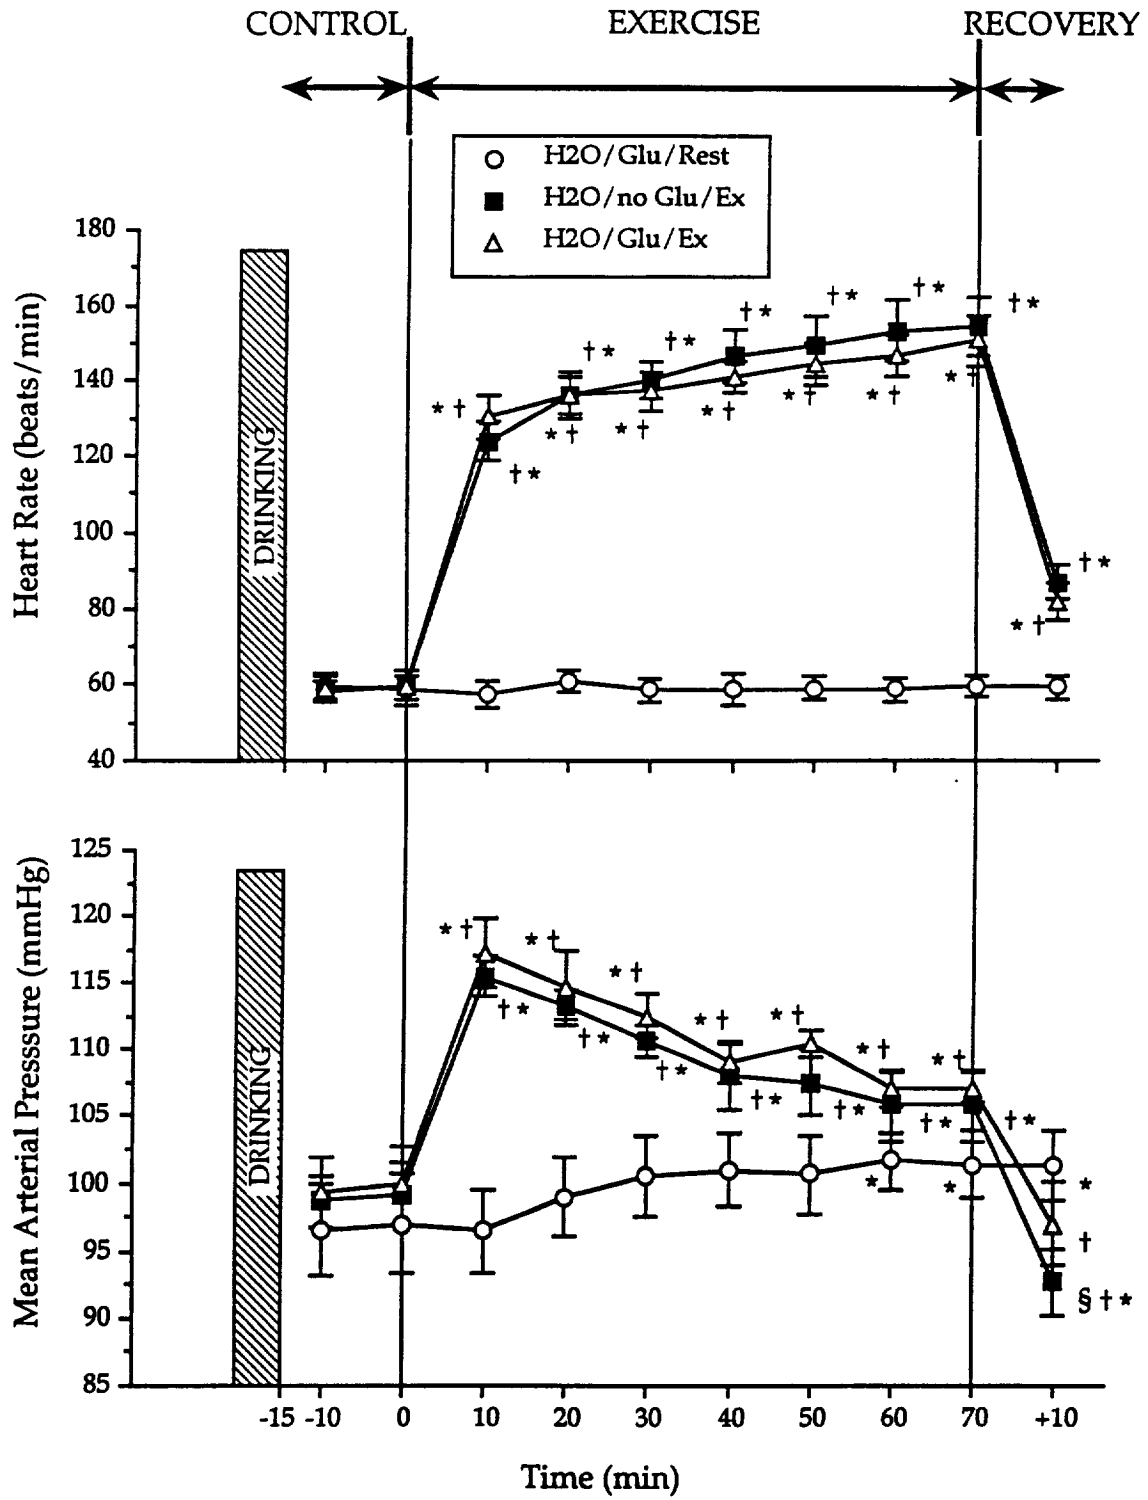 CONTROL EXERCISE RECOVERY
H2O/Glu/Rest
H2O/no Glu/Ex
H2O/Glu/Ex
Heart Rate (beats/min)
180
160
140
120
100
80
60
40
DRINKING
* † † * † * † * † * † * † *
† * * † * † * † * † * † * †
† *
* †
Mean Arterial Presssure (mmHg)
125
120
115
110
105
100
95
90
85
DRINKING
* † * † * † * † * † * † * †
† * † * † * † * † * † * † *
* * *
†
§ † *
-15 -10 0 10 20 30 40 50 60 70 +10
Time (min)